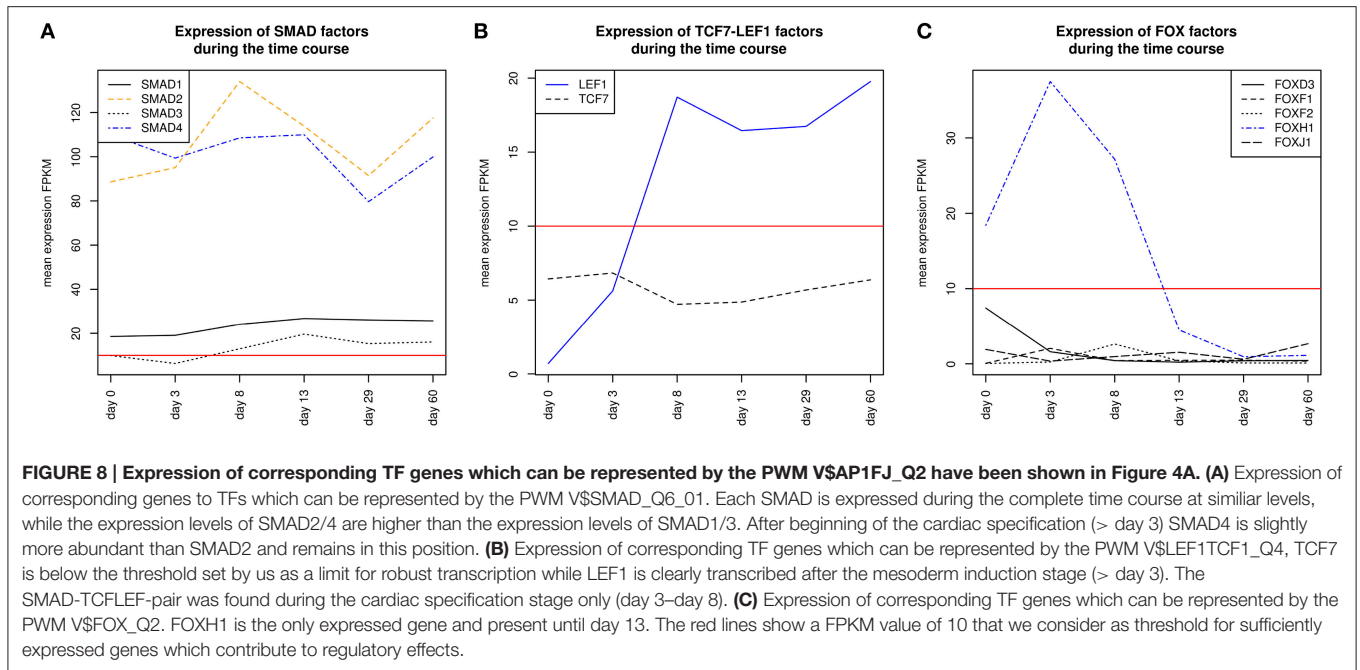 A
Expression of SMAD factors
during the time course
SMAD1
SMAD2
SMAD3
SMAD4
mean expression FPKM
20
40
60
80
100
120
day 0
day 3
day 8
day 13
day 29
day 60
B
Expression of TCF7-LEF1 factors
during the time course
LEF1
TCF7
mean expression FPKM
0
5
10
15
20
day 0
day 3
day 8
day 13
day 29
day 60
C
Expression of FOX factors
during the time course
FOXD3
FOXF1
FOXF2
FOXH1
FOXJ1
mean expression FPKM
0
10
20
30
day 0
day 3
day 8
day 13
day 29
day 60
FIGURE 8 | Expression of corresponding TF genes which can be represented by the PWM V$AP1FJ_Q2 have been shown in Figure 4A. (A) Expression of
corresponding genes to TFs which can be represented by the PWM V$SMAD_Q6_01. Each SMAD is expressed during the complete time course at similiar levels,
while the expression levels of SMAD2/4 are higher than the expression levels of SMAD1/3. After beginning of the cardiac specification (> day 3) SMAD4 is slightly
more abundant than SMAD2 and remains in this position. (B) Expression of corresponding TF genes which can be represented by the PWM V$LEF1TCF1_Q4, TCF7
is below the threshold set by us as a limit for robust transcription while LEF1 is clearly transcribed after the mesoderm induction stage (> day 3). The
SMAD-TCFLEF-pair was found during the cardiac specification stage only (day 3–day 8). (C) Expression of corresponding TF genes which can be represented by the
PWM V$FOX_Q2. FOXH1 is the only expressed gene and present until day 13. The red lines show a FPKM value of 10 that we consider as threshold for sufficiently
expressed genes which contribute to regulatory effects.